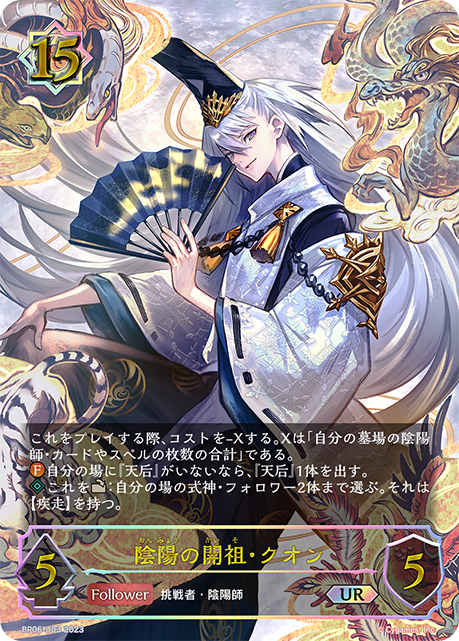 15
これをプレイする際、コストを-Xする。Xは「自分の墓場の陰陽
師・カードやスペルの枚数の合計」である。
F 自分の場に『天后』がいないなら、『天后』1体を出す。
これを:自分の場の式神・フォロワー2体まで選ぶ。それは
【疾走】を持つ。
おんみょう かいそ
陰陽の開祖・クオン
5
5
Follower 挑戦者・陰陽師
UR
2023